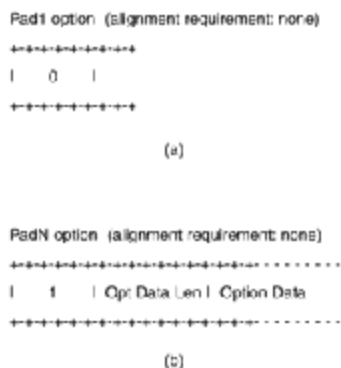 Pad1 option (alignment requirement: none)
+-+-+-+-+-+-+-+-+
| 0 |
+-+-+-+-+-+-+-+-+
(a)
PadN option (alignment requirement: none)
+-+-+-+-+-+-+-+-+-+-+-+-+-+-+-+-+- - - - - - - - -
| 1 | Opt Data Len | Option Data
+-+-+-+-+-+-+-+-+-+-+-+-+-+-+-+-+- - - - - - - - -
(b)